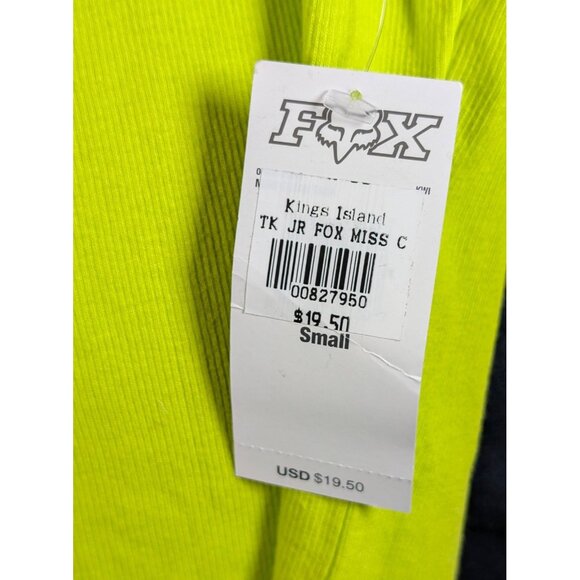 FOX
Kings Island
TK JR FOX MISS C
00827950
$19.50
Small
USD $19.50